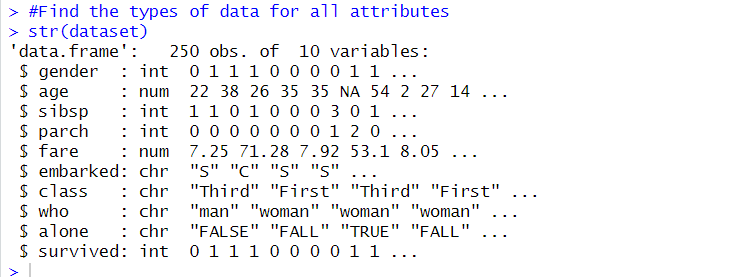 > #Find the types of data for all attributes
> str(dataset)
'data.frame':   250 obs. of  10 variables:
 $ gender  : int  0 1 1 1 0 0 0 0 1 1 ...
 $ age     : num  22 38 26 35 35 NA 54 2 27 14 ...
 $ sibsp   : int  1 1 0 1 0 0 0 3 0 1 ...
 $ parch   : int  0 0 0 0 0 0 0 1 2 0 ...
 $ fare    : num  7.25 71.28 7.92 53.1 8.05 ...
 $ embarked: chr  "S" "C" "S" "S" ...
 $ class   : chr  "Third" "First" "Third" "First" ...
 $ who     : chr  "man" "woman" "woman" "woman" ...
 $ alone   : chr  "FALSE" "FALL" "TRUE" "FALL" ...
 $ survived: int  0 1 1 1 0 0 0 0 1 1 ...
>